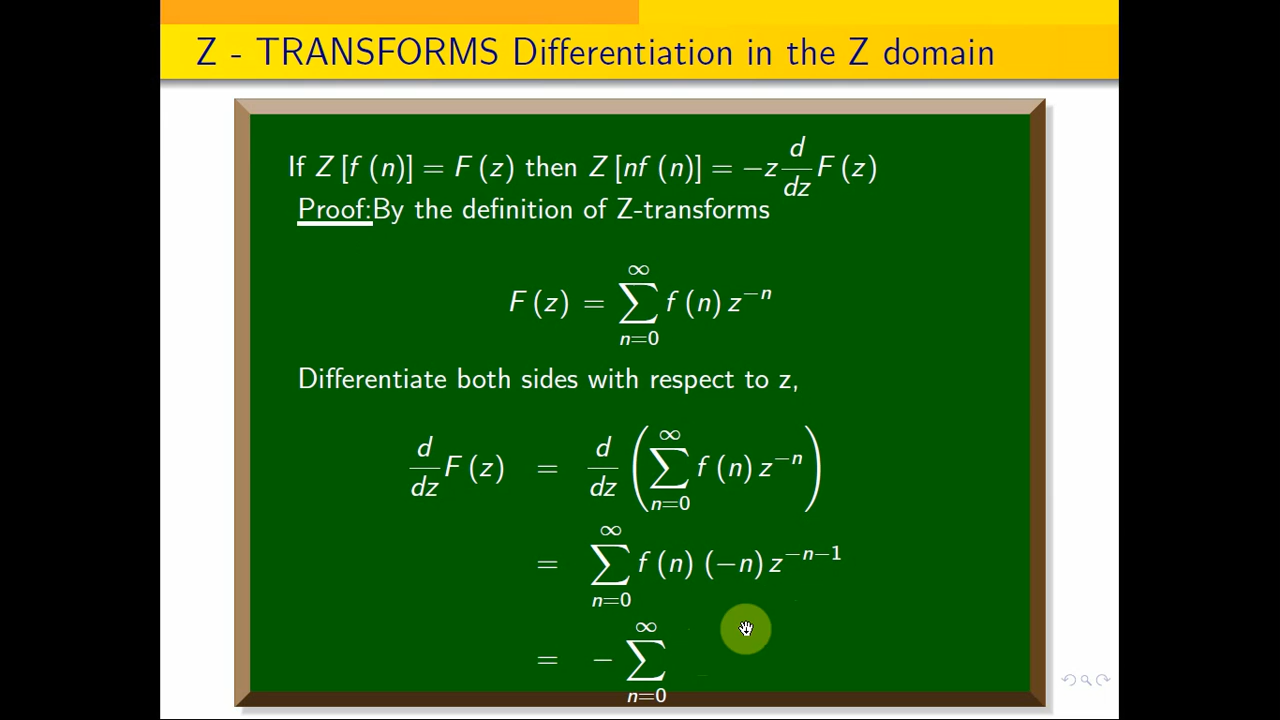 Z - TRANSFORMS Differentiation in the Z domain
If Z [f (n)] = F (z) then Z [nf (n)] = −z d/dz F (z)
Proof:By the definition of Z-transforms
F (z) = ∑_{n=0}^{∞} f (n) z^{−n}
Differentiate both sides with respect to z,
d/dz F (z) = d/dz (∑_{n=0}^{∞} f (n) z^{−n})
= ∑_{n=0}^{∞} f (n) (−n) z^{−n−1}
= − ∑_{n=0}^{∞}